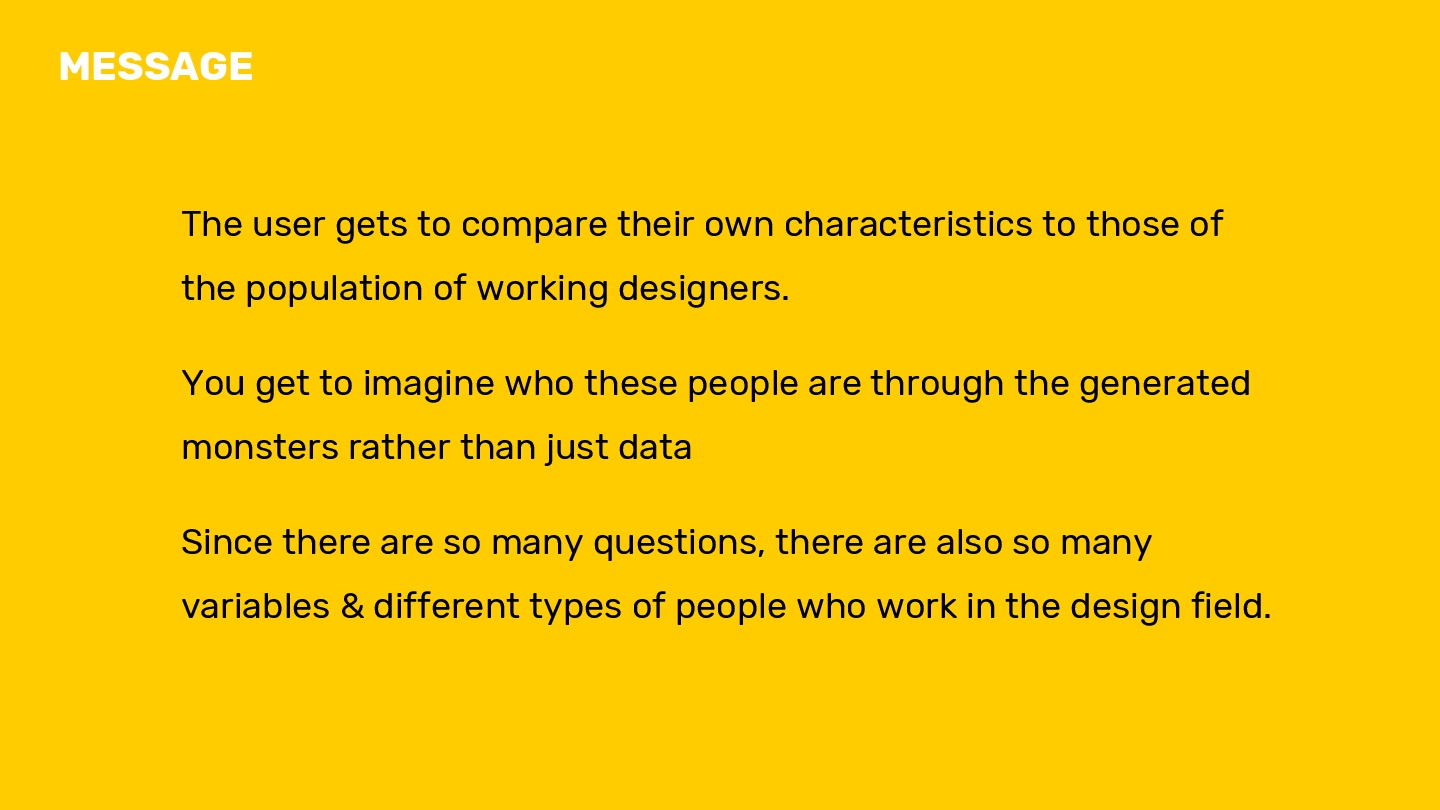 MESSAGE
The user gets to compare their own characteristics to those of
the population of working designers.
You get to imagine who these people are through the generated
monsters rather than just data
Since there are so many questions, there are also so many
variables & different types of people who work in the design field.